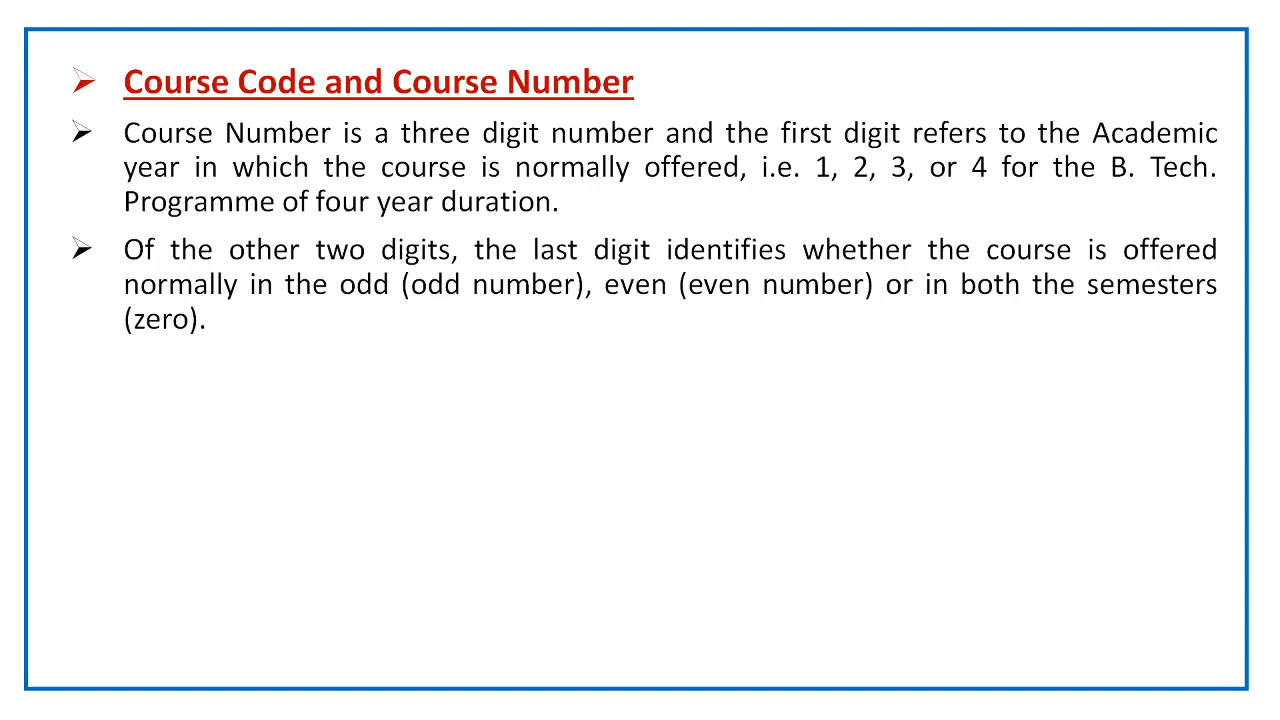 Course Code and Course Number
Course Number is a three digit number and the first digit refers to the Academic
year in which the course is normally offered, i.e. 1, 2, 3, or 4 for the B. Tech.
Programme of four year duration.
Of the other two digits, the last digit identifies whether the course is offered
normally in the odd (odd number), even (even number) or in both the semesters
(zero).